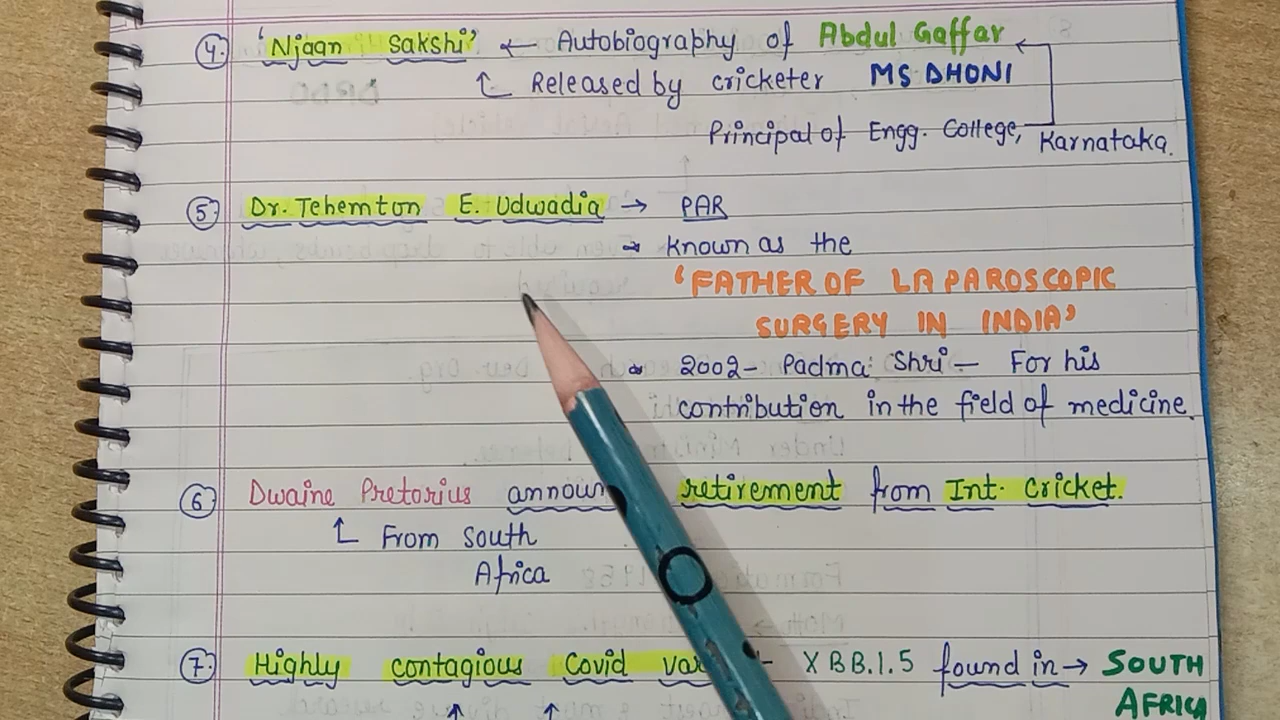 4. 'Njaan Sakshi' ← Autobiography of Abdul Gaffar
Released by cricketer MS DHONI
Principal of Engg. College, Karnataka.
5. Dr. Tehemton E. Udwadia → PAR
→ known as the
'FATHER OF LAPAROSCOPIC
SURGERY IN INDIA'
→ 2002- Padma Shri - For his
contribution in the field of medicine.
6. Dwaine Pretorius announ retirement from Int. Cricket.
From South
Africa
7. Highly contagious Covid va - XBB.1.5 found in → SOUTH
AFRICA